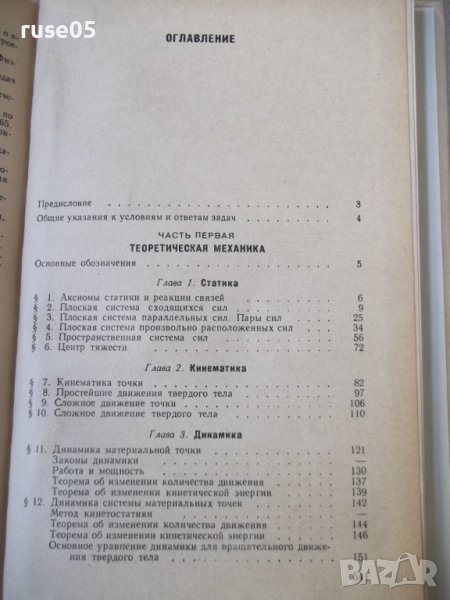 ruse05
ОГЛАВЛЕНИЕ
Предисловие 3
Общие указания к условиям и ответам задач 4
ЧАСТЬ ПЕРВАЯ
ТЕОРЕТИЧЕСКАЯ МЕХАНИКА
Основные обозначения 5
Глава 1. Статика
§ 1. Аксиомы статики и реакции связей 6
§ 2. Плоская система сходящихся сил 9
§ 3. Плоская система параллельных сил. Пары сил 25
§ 4. Плоская система произвольно расположенных сил 34
§ 5. Пространственная система сил 56
§ 6. Центр тяжести 72
Глава 2. Кинематика
§ 7. Кинематика точки 82
§ 8. Простейшие движения твердого тела 97
§ 9. Сложное движение точки 106
§ 10. Сложное движение твердого тела 110
Глава 3. Динамика
§ 11. Динамика материальной точки 121
Законы динамики —
Работа и мощность 130
Теорема об изменении количества движения 137
Теорема об изменении кинетической энергии 139
§ 12. Динамика системы материальных точек 142
Метод кинетостатики —
Теорема об изменении количества движения 144
Теорема об изменении кинетической энергии 146
Основное уравнение динамики для вращательного движе-
ния твердого тела 151
BAZAR